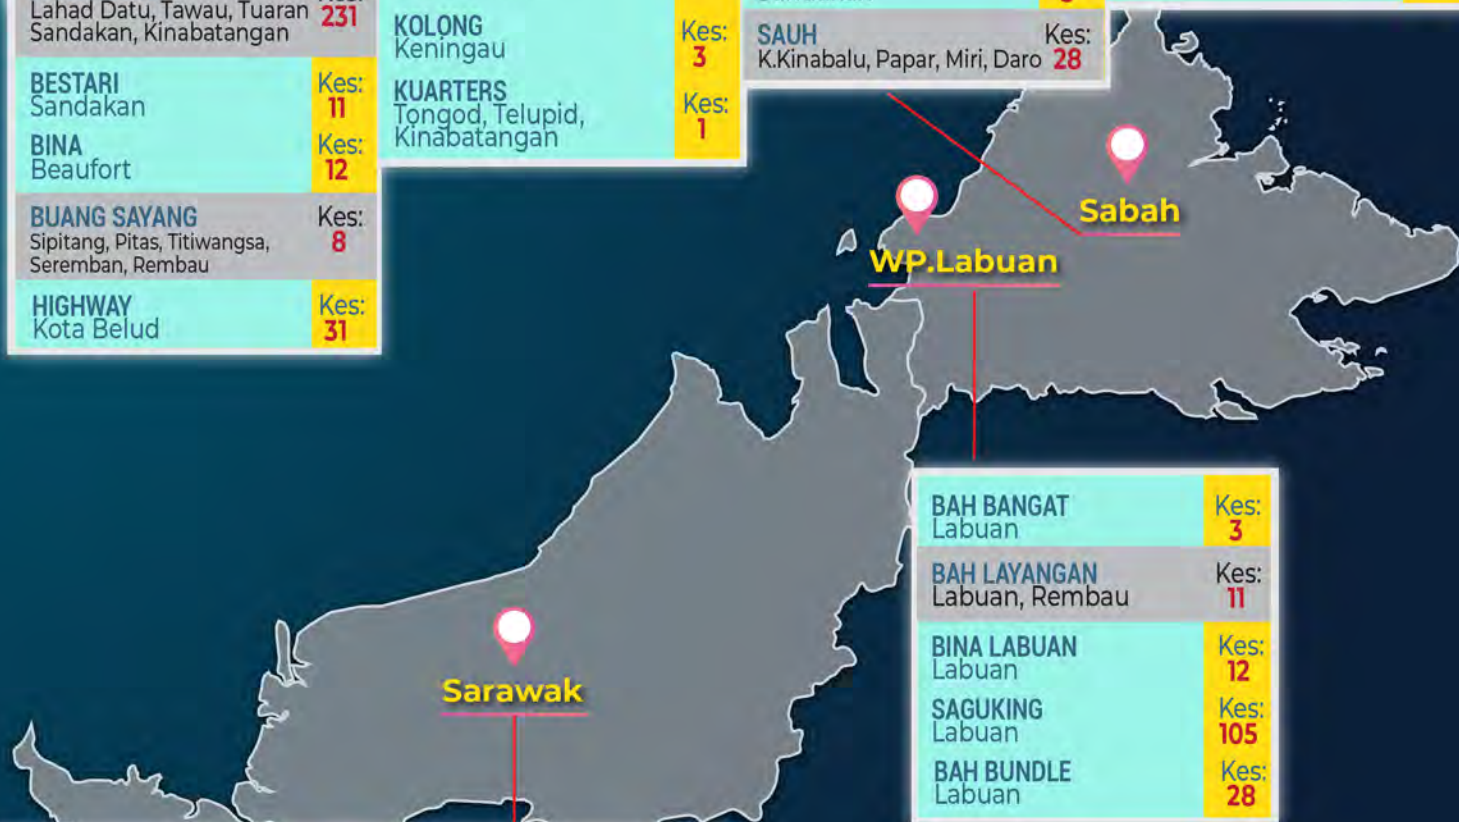 Lahad Datu, Tawau, Tuaran
231
Sandakan, Kinabatangan
BESTARI
Kes:
Sandakan
11
BINA
Kes:
Beaufort
12
BUANG SAYANG
Kes:
Sipitang, Pitas, Titiwangsa,
8
Seremban, Rembau
HIGHWAY
Kes:
Kota Belud
31
KOLONG
Kes:
Keningau
3
KUARTERS
Kes:
Tongod, Telupid,
1
Kinabatangan
SAUH
Kes:
K.Kinabalu, Papar, Miri, Daro
28
Sabah
WP.Labuan
Sarawak
BAH BANGAT
Kes:
Labuan
3
BAH LAYANGAN
Kes:
Labuan, Rembau
11
BINA LABUAN
Kes:
Labuan
12
SAGUKING
Kes:
Labuan
105
BAH BUNDLE
Kes:
Labuan
28